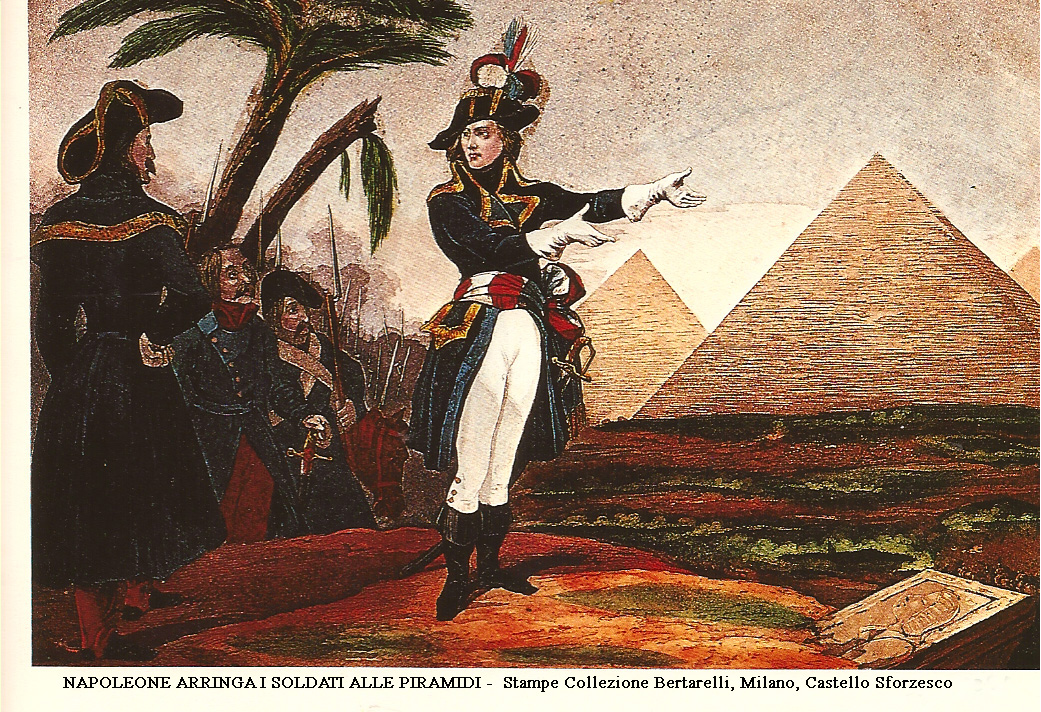 NAPOLEONE ARRINGA I SOLDATI ALLE PIRAMIDI - Stampe Collezione Bertarelli, Milano, Castello Sforzesco